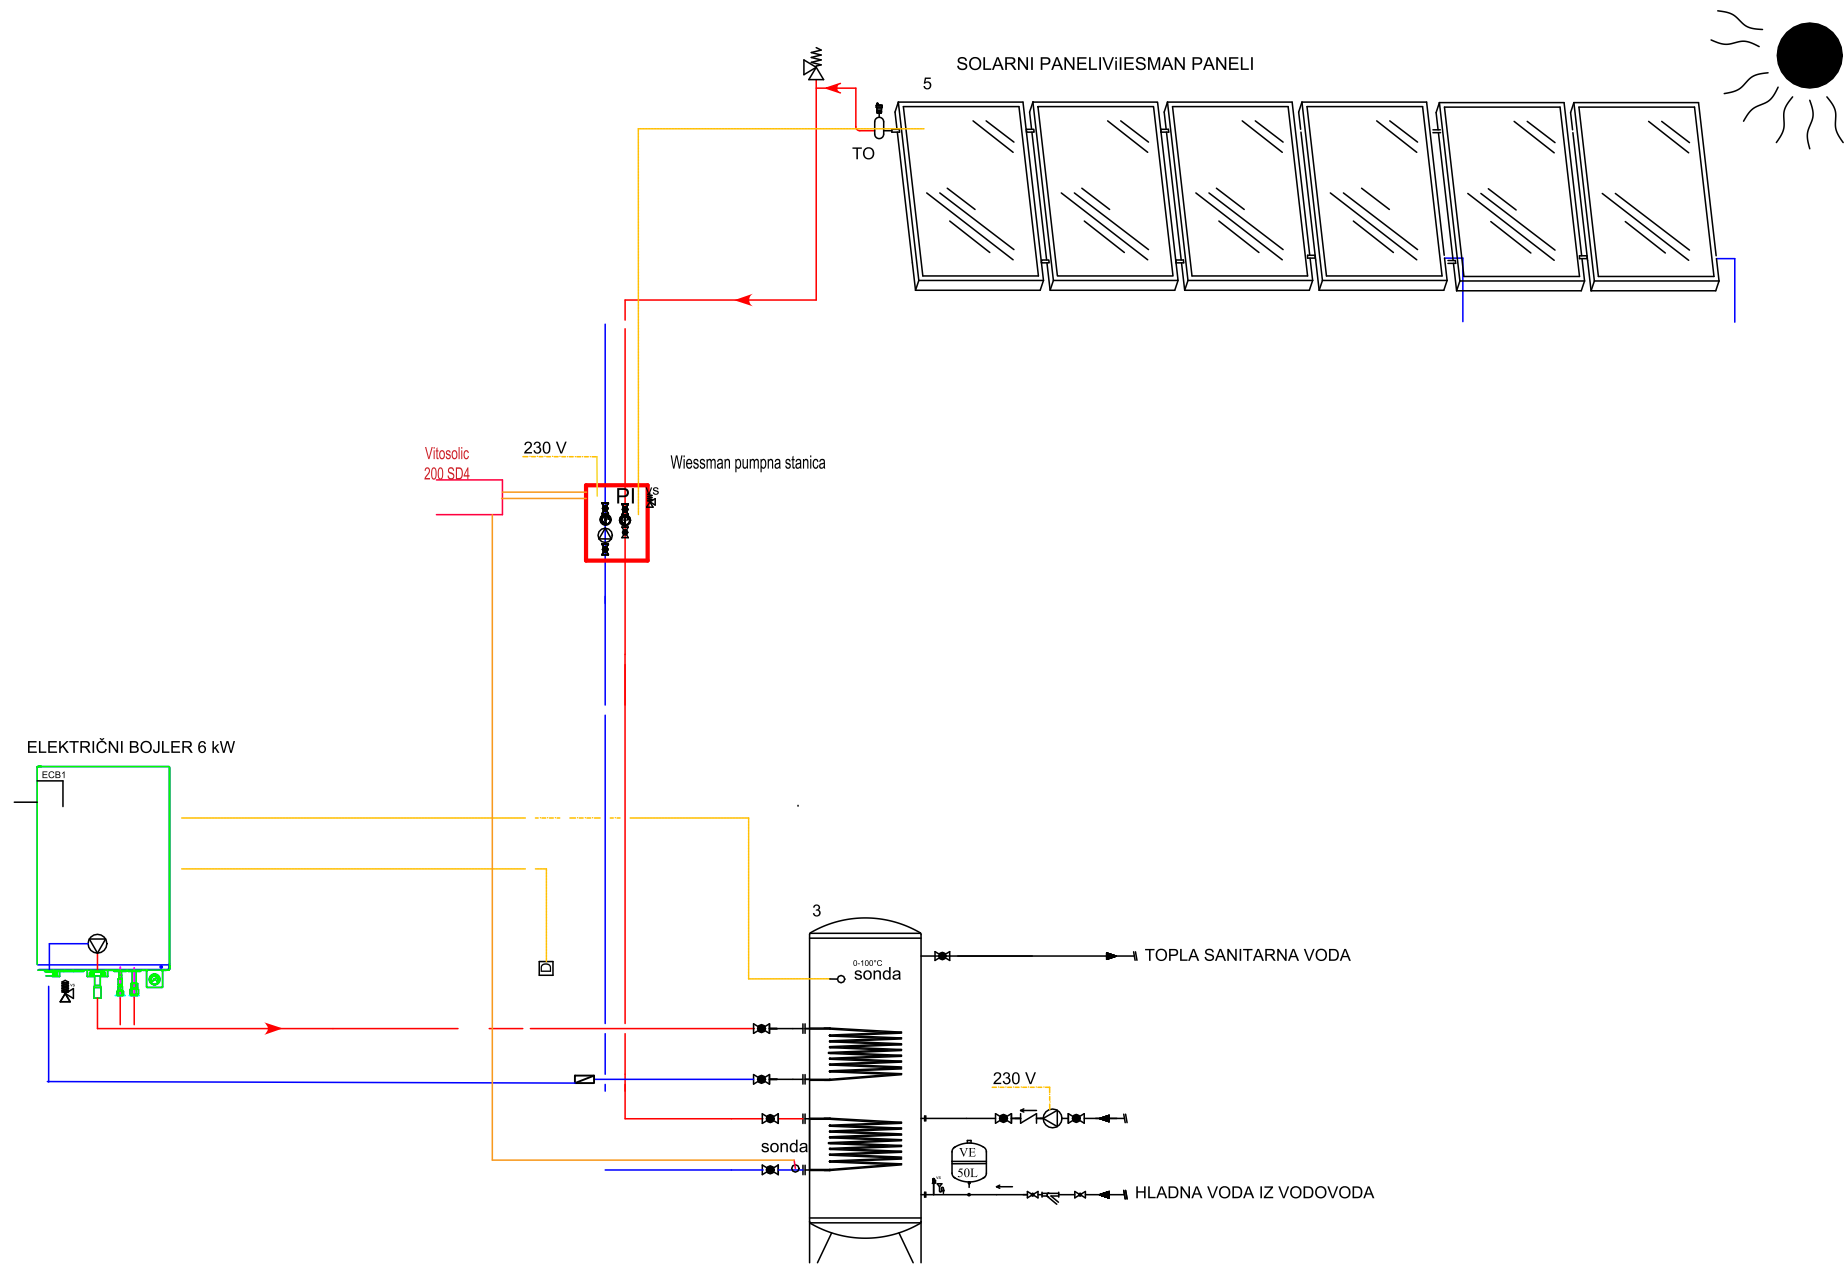 SOLARNI PANELIViIESMAN PANELI
5
TO
Vitosolic
200 SD4
230 V
Wiessman pumpna stanica
PI
VS
ELEKTRIČNI BOJLER 6 kW
ECB1
D
3
0-100°C
sonda
TOPLA SANITARNA VODA
230 V
sonda
VE
50L
HLADNA VODA IZ VODOVODA